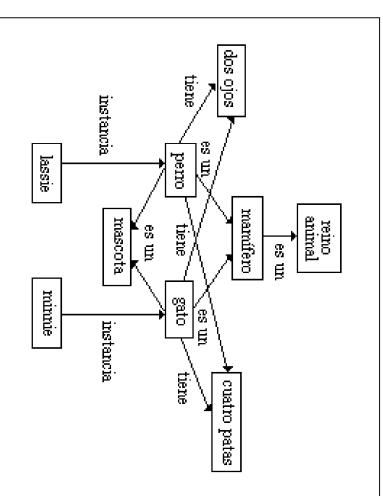 reino
animal
es un
dos ojos
mamífero
cuatro patas
tiene
es un
es un
tiene
perro
tiene
gato
es un
mascota
instancia
instancia
lassie
minnie